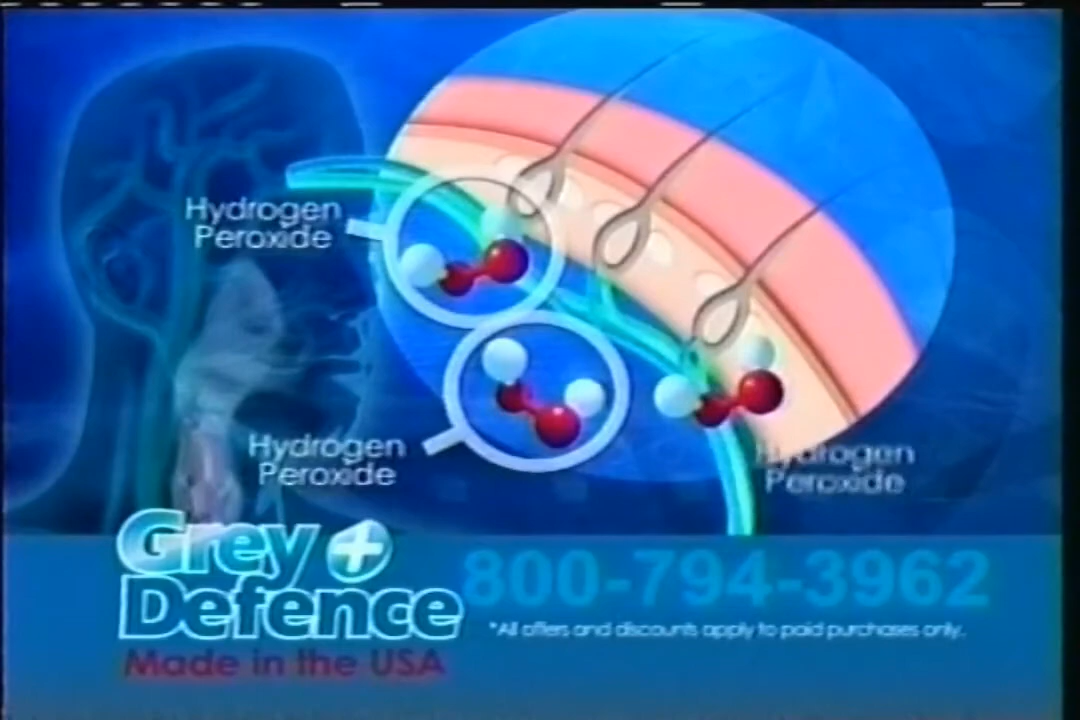 Hydrogen
Peroxide
Hydrogen
Peroxide
Hydrogen
Peroxide
Grey +
Defence
Made in the USA
800-794-3962
*All offers and discounts apply to paid purchases only.